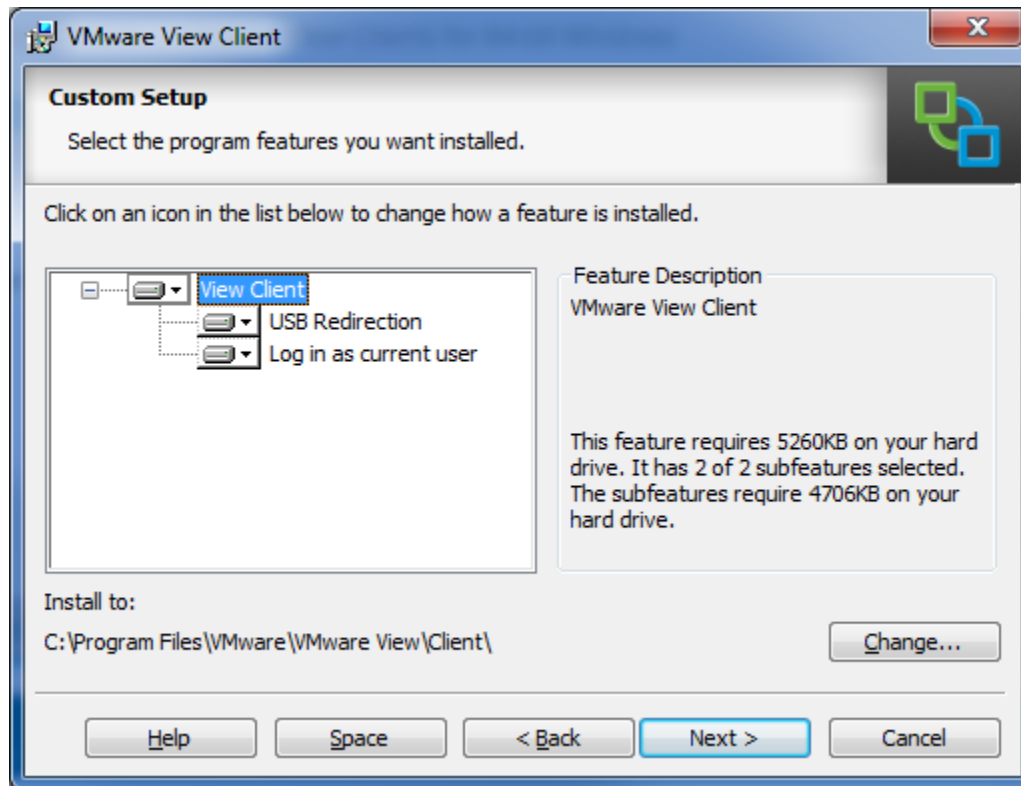 VMware View Client
Custom Setup
Select the program features you want installed.
Click on an icon in the list below to change how a feature is installed.
View Client
USB Redirection
Log in as current user
Feature Description
VMware View Client
This feature requires 5260KB on your hard
drive. It has 2 of 2 subfeatures selected.
The subfeatures require 4706KB on your
hard drive.
Install to:
C:\Program Files\VMware\VMware View\Client\
Change...
Help
Space
< Back
Next >
Cancel